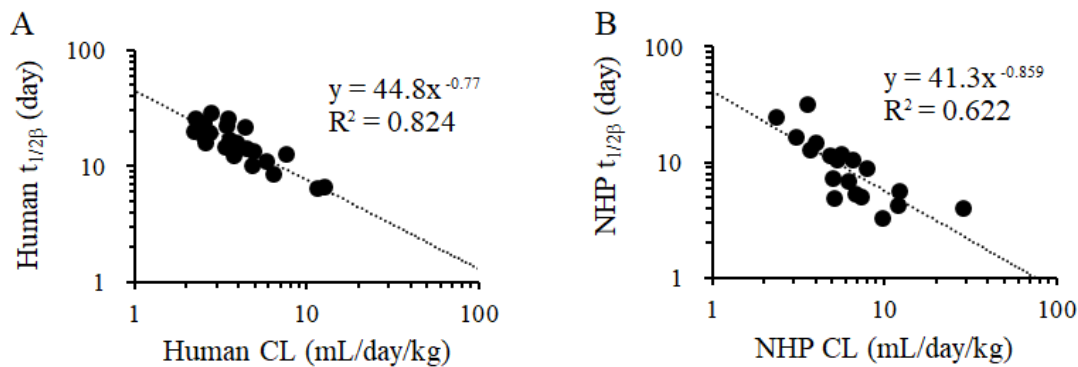 A
Human t1/2β (day)
100
10
1
y = 44.8x^-0.77
R² = 0.824
1 10 100
Human CL (mL/day/kg)
B
NHP t1/2β (day)
100
10
1
y = 41.3x^-0.859
R² = 0.622
1 10 100
NHP CL (mL/day/kg)